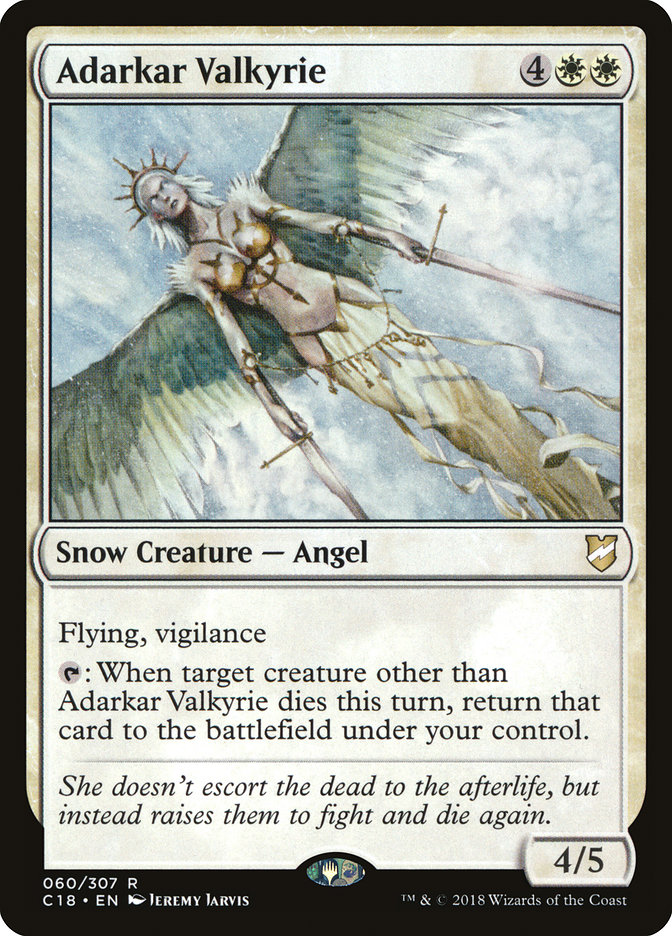 Adarkar Valkyrie 4
Snow Creature — Angel
Flying, vigilance
: When target creature other than
Adarkar Valkyrie dies this turn, return that
card to the battlefield under your control.
She doesn't escort the dead to the afterlife, but
instead raises them to fight and die again.
4/5
060/307 R
C18 • EN Jeremy Jarvis
™ & © 2018 Wizards of the Coast